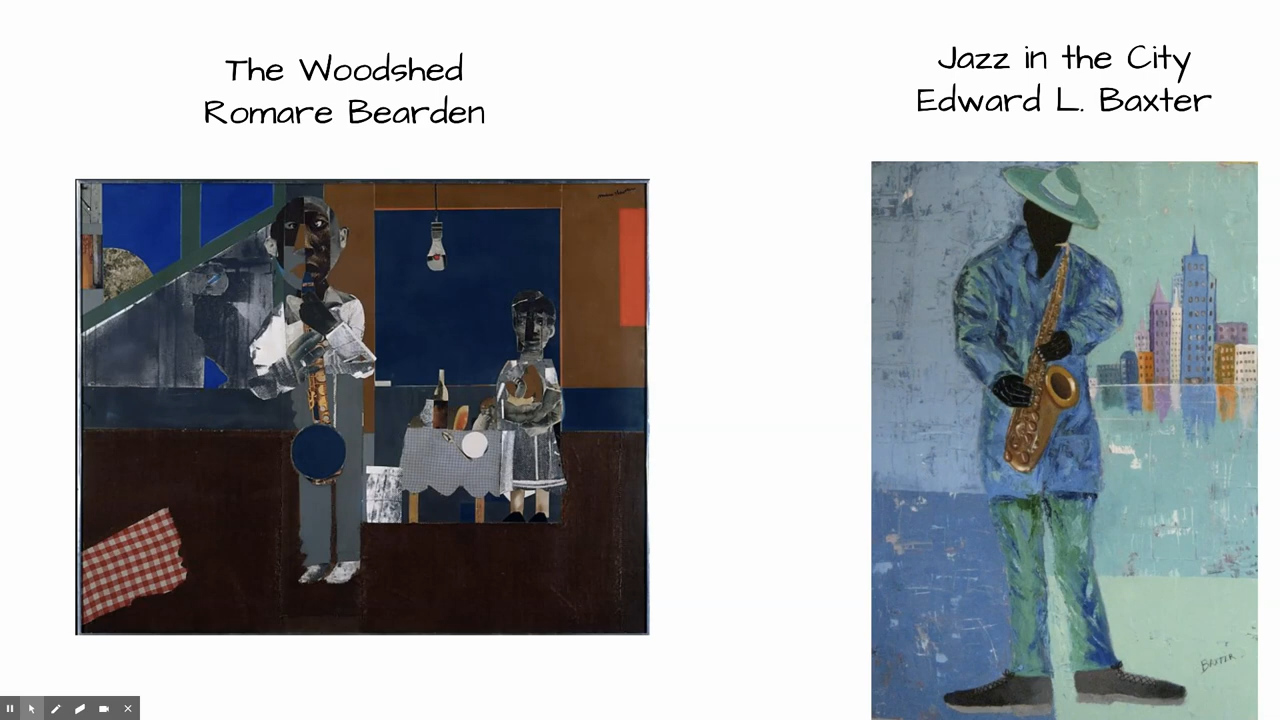 The Woodshed
Romare Bearden
Jazz in the City
Edward L. Baxter
BAXTER